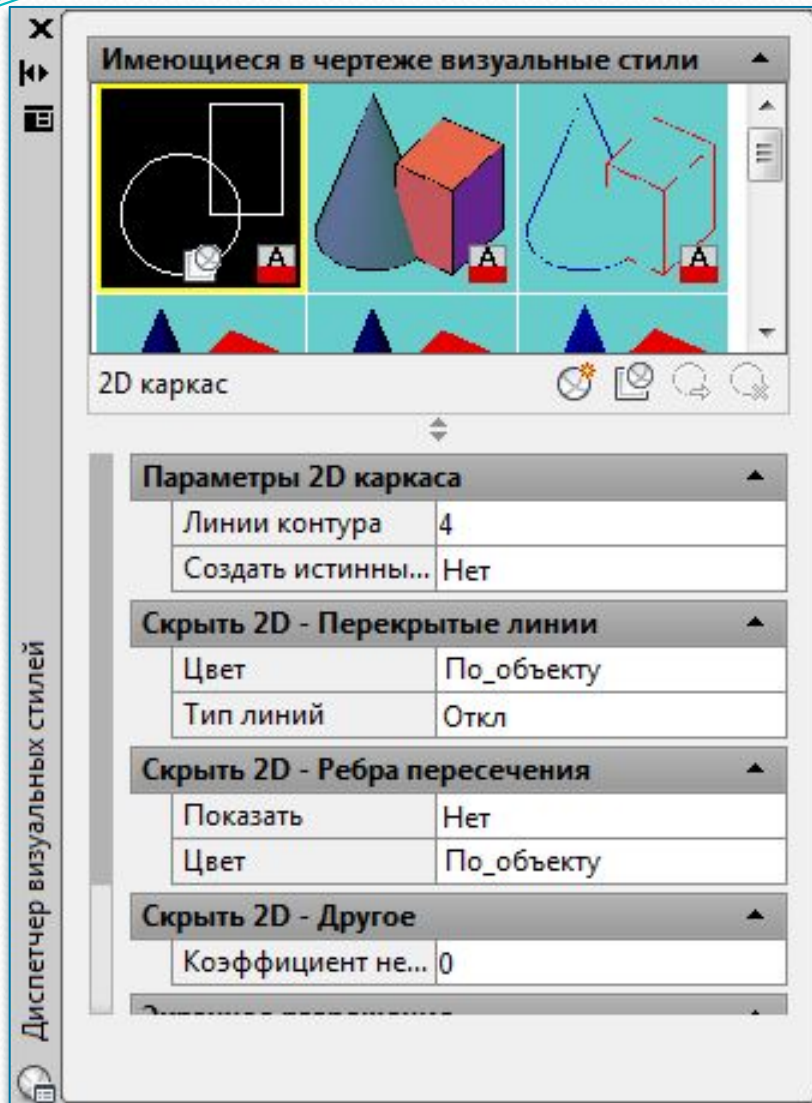 Имеющиеся в чертеже визуальные стили
A
A
A
2D каркас
Параметры 2D каркаса
Линии контура 4
Создать истинны... Нет
Скрыть 2D - Перекрытые линии
Цвет По_объекту
Тип линий Откл
Скрыть 2D - Ребра пересечения
Показать Нет
Цвет По_объекту
Скрыть 2D - Другое
Коэффициент не... 0
Диспетчер визуальных стилей